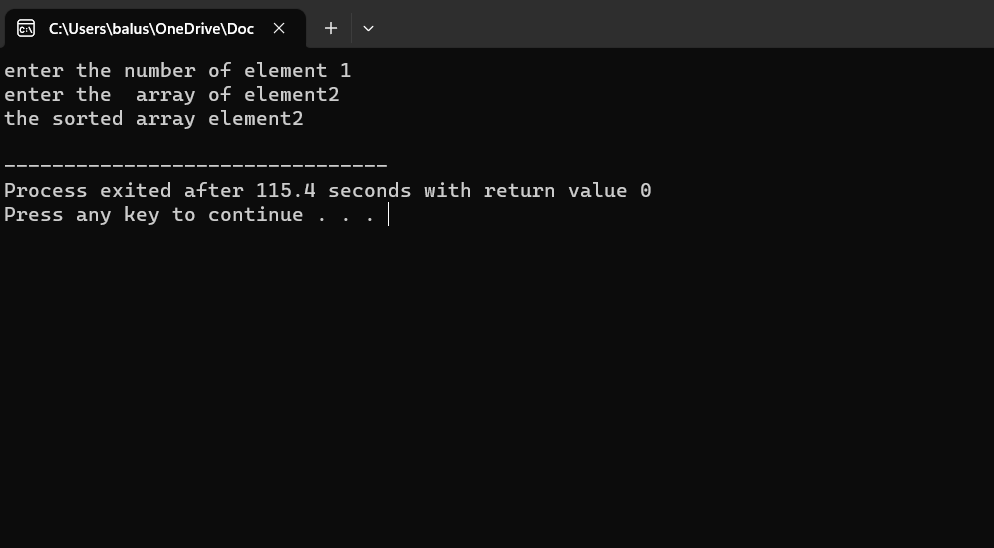 C:\Users\balus\OneDrive\Doc
enter the number of element 1
enter the  array of element2
the sorted array element2
--------------------------------
Process exited after 115.4 seconds with return value 0
Press any key to continue . . .